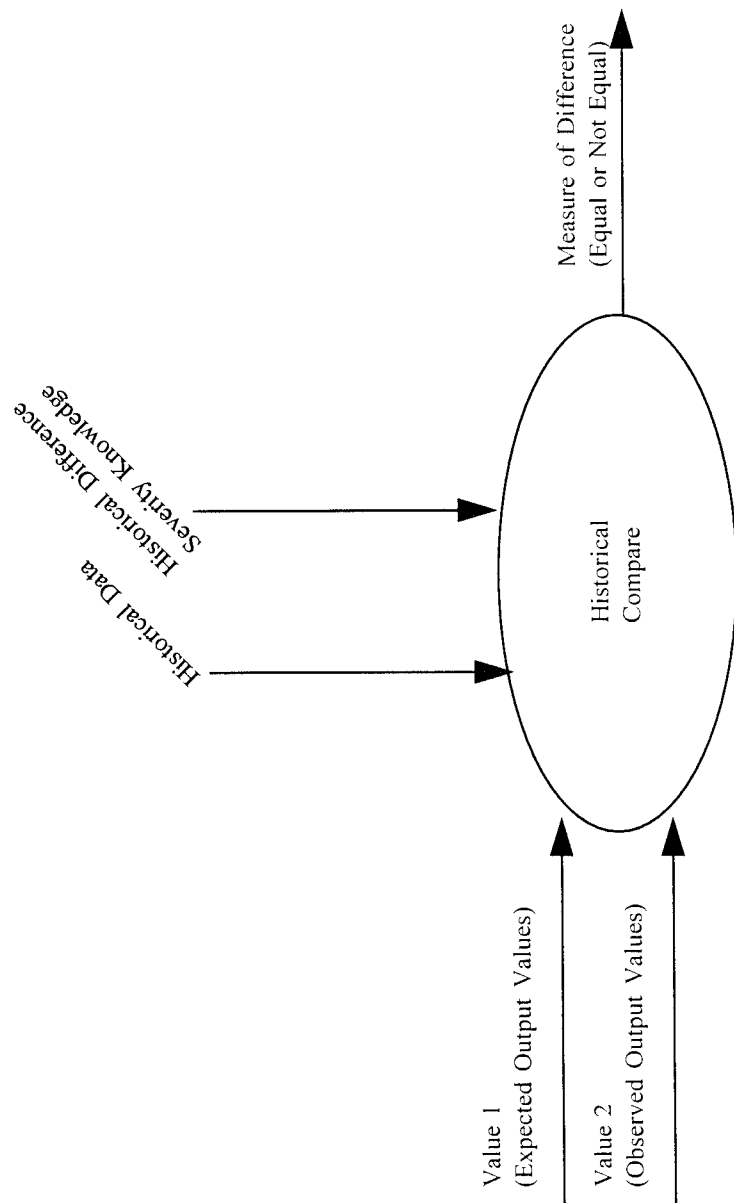 Historical Data
Historical Difference
Severity Knowledge
Value 1
(Expected Output Values)
Value 2
(Observed Output Values)
Historical
Compare
Measure of Difference
(Equal or Not Equal)